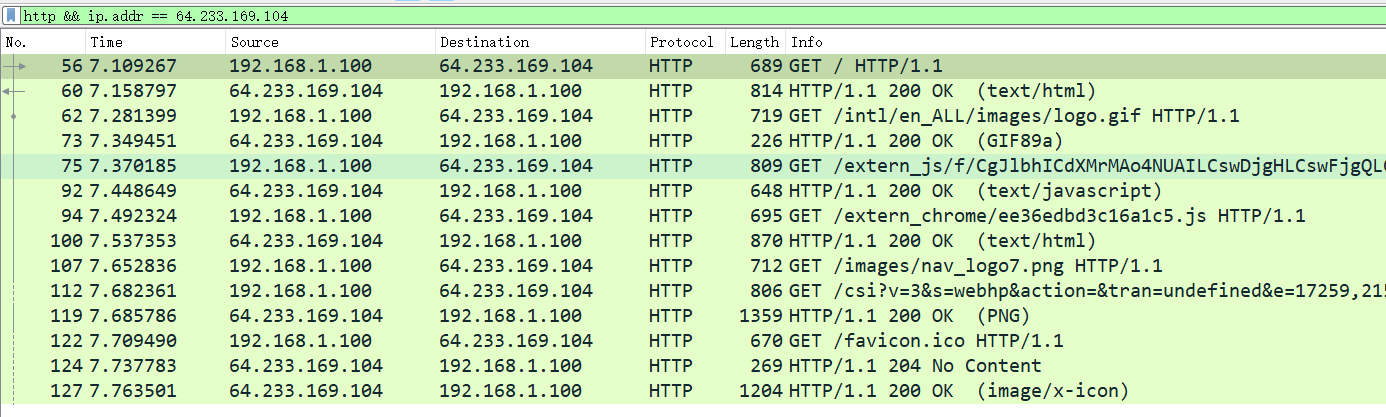 http && ip.addr == 64.233.169.104
No. Time Source Destination Protocol Length Info
56 7.109267 192.168.1.100 64.233.169.104 HTTP 689 GET / HTTP/1.1
60 7.158797 64.233.169.104 192.168.1.100 HTTP 814 HTTP/1.1 200 OK (text/html)
62 7.281399 192.168.1.100 64.233.169.104 HTTP 719 GET /intl/en_ALL/images/logo.gif HTTP/1.1
73 7.349451 64.233.169.104 192.168.1.100 HTTP 226 HTTP/1.1 200 OK (GIF89a)
75 7.370185 192.168.1.100 64.233.169.104 HTTP 809 GET /extern_js/f/CgJlbhICdXMrMAo4NUAILCswDjgHLCswFjgQLC
92 7.448649 64.233.169.104 192.168.1.100 HTTP 648 HTTP/1.1 200 OK (text/javascript)
94 7.492324 192.168.1.100 64.233.169.104 HTTP 695 GET /extern_chrome/ee36edbd3c16a1c5.js HTTP/1.1
100 7.537353 64.233.169.104 192.168.1.100 HTTP 870 HTTP/1.1 200 OK (text/html)
107 7.652836 192.168.1.100 64.233.169.104 HTTP 712 GET /images/nav_logo7.png HTTP/1.1
112 7.682361 192.168.1.100 64.233.169.104 HTTP 806 GET /csi?v=3&s=webhp&action=&tran=undefined&e=17259,215
119 7.685786 64.233.169.104 192.168.1.100 HTTP 1359 HTTP/1.1 200 OK (PNG)
122 7.709490 192.168.1.100 64.233.169.104 HTTP 670 GET /favicon.ico HTTP/1.1
124 7.737783 64.233.169.104 192.168.1.100 HTTP 269 HTTP/1.1 204 No Content
127 7.763501 64.233.169.104 192.168.1.100 HTTP 1204 HTTP/1.1 200 OK (image/x-icon)